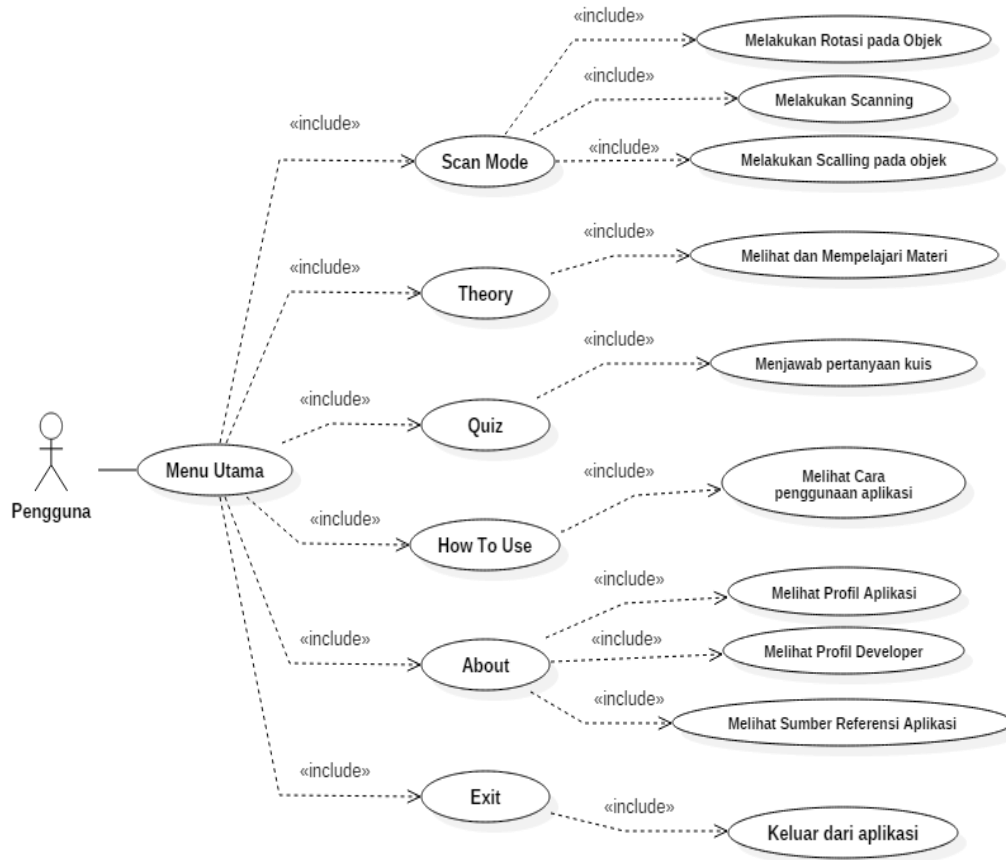 «include»
Melakukan Rotasi pada Objek
«include»
Melakukan Scanning
«include»
Scan Mode
«include»
Melakukan Scalling pada objek
«include»
Theory
«include»
Melihat dan Mempelajari Materi
«include»
Quiz
«include»
Menjawab pertanyaan kuis
Pengguna
Menu Utama
«include»
How To Use
«include»
Melihat Cara
penggunaan aplikasi
«include»
About
«include»
Melihat Profil Aplikasi
«include»
Melihat Profil Developer
«include»
Melihat Sumber Referensi Aplikasi
«include»
Exit
«include»
Keluar dari aplikasi